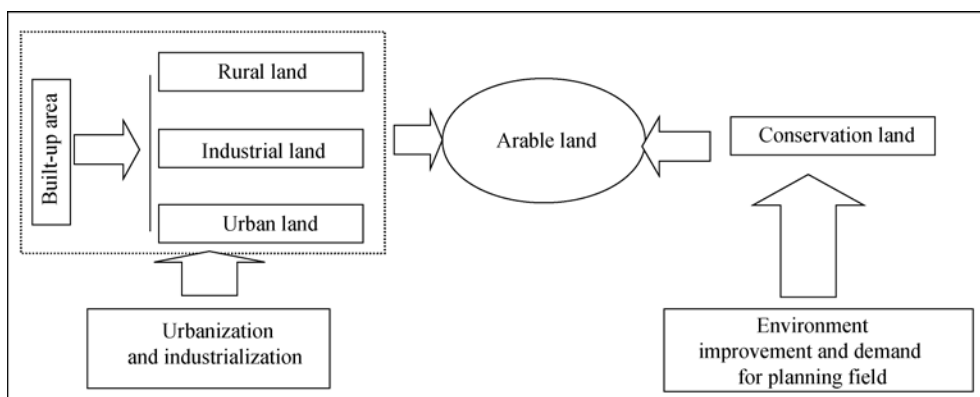 Built-up area
Rural land
Industrial land
Urban land
Arable land
Conservation land
Urbanization
and industrialization
Environment
improvement and demand
for planning field